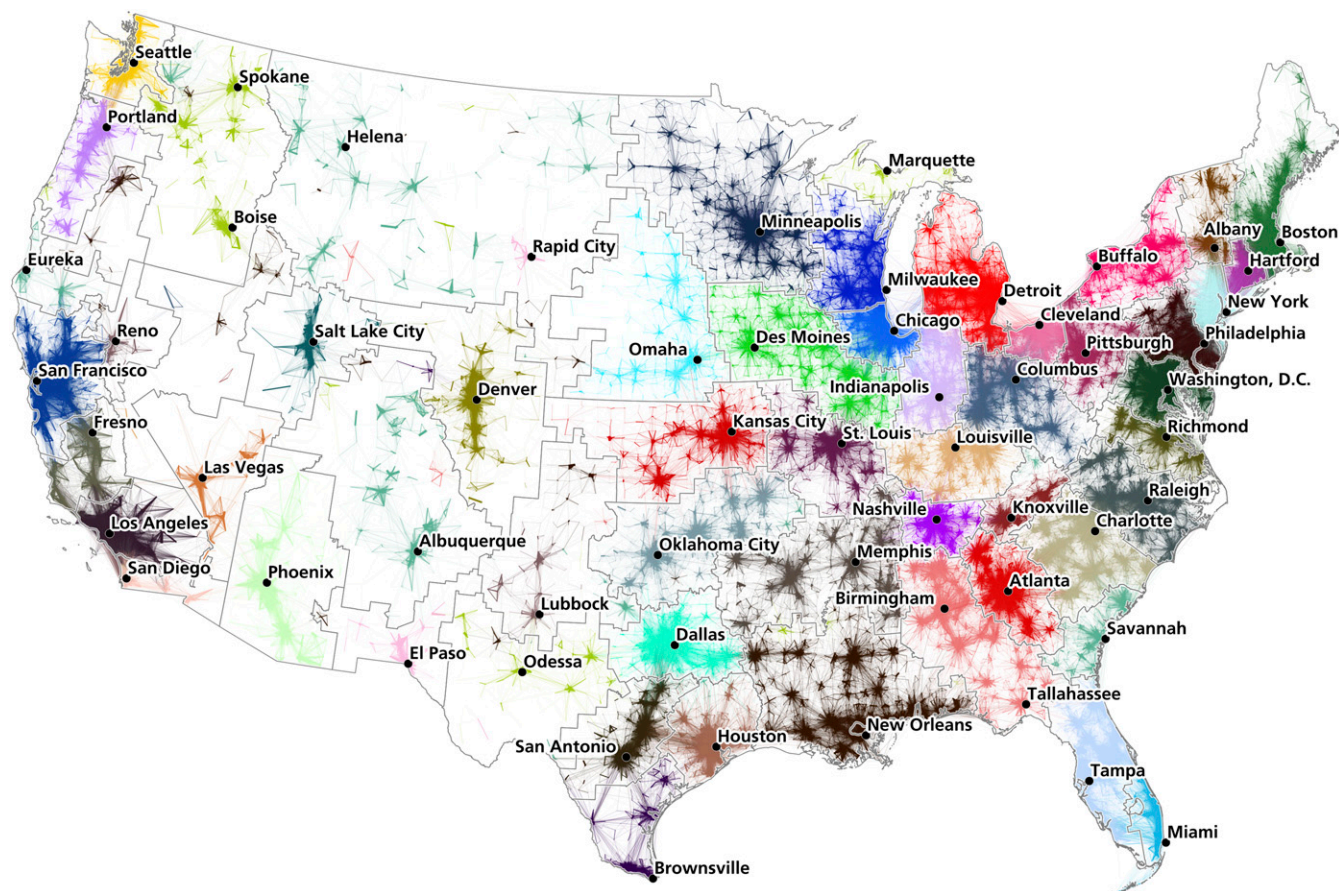 Seattle
Spokane
Portland
Helena
Marquette
Minneapolis
Boise
Rapid City
Albany
Boston
Buffalo
Hartford
Eureka
Milwaukee
Detroit
New York
Cleveland
Reno
Salt Lake City
Chicago
Philadelphia
Des Moines
Pittsburgh
Omaha
San Francisco
Denver
Indianapolis
Columbus
Washington, D.C.
Fresno
Kansas City
St. Louis
Louisville
Richmond
Las Vegas
Raleigh
Nashville
Knoxville
Los Angeles
Charlotte
Albuquerque
Oklahoma City
Memphis
San Diego
Phoenix
Atlanta
Lubbock
Birmingham
Dallas
Savannah
El Paso
Odessa
Tallahassee
New Orleans
San Antonio
Houston
Tampa
Miami
Brownsville